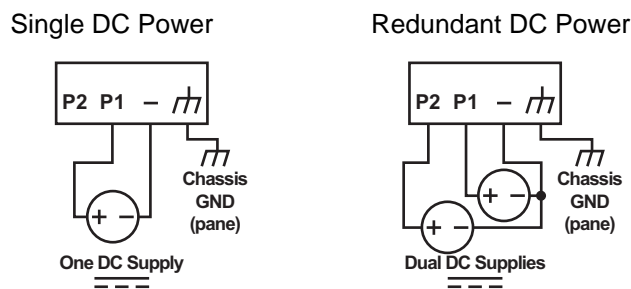 Single DC Power
P2 P1 –
+ –
Chassis
GND
(pane)
One DC Supply
Redundant DC Power
P2 P1 –
+ –
+ –
Chassis
GND
(pane)
Dual DC Supplies